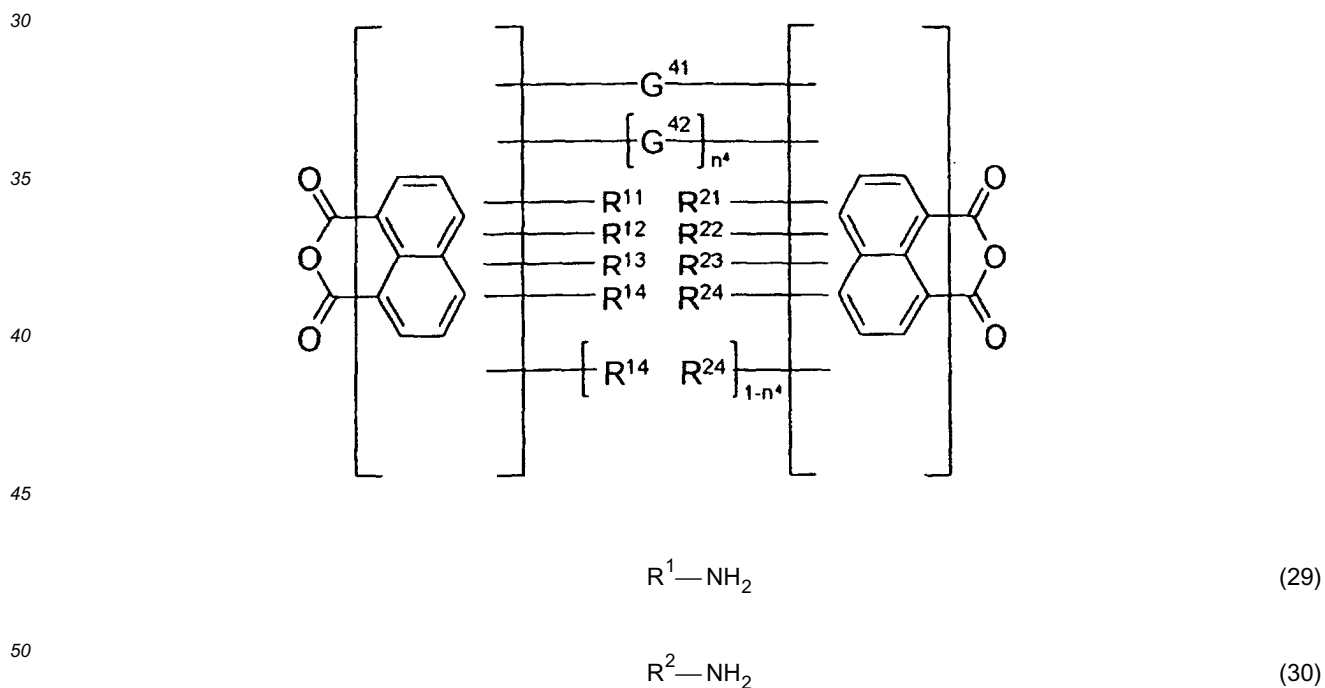 30
G⁴¹
[G⁴²]n⁴
35
O O
R¹¹ R²¹
R¹² R²²
O R¹³ R²³ O
R¹⁴ R²⁴
40
O O
[R¹⁴ R²⁴]1-n⁴
45
R¹—NH₂ (29)
50
R²—NH₂ (30)